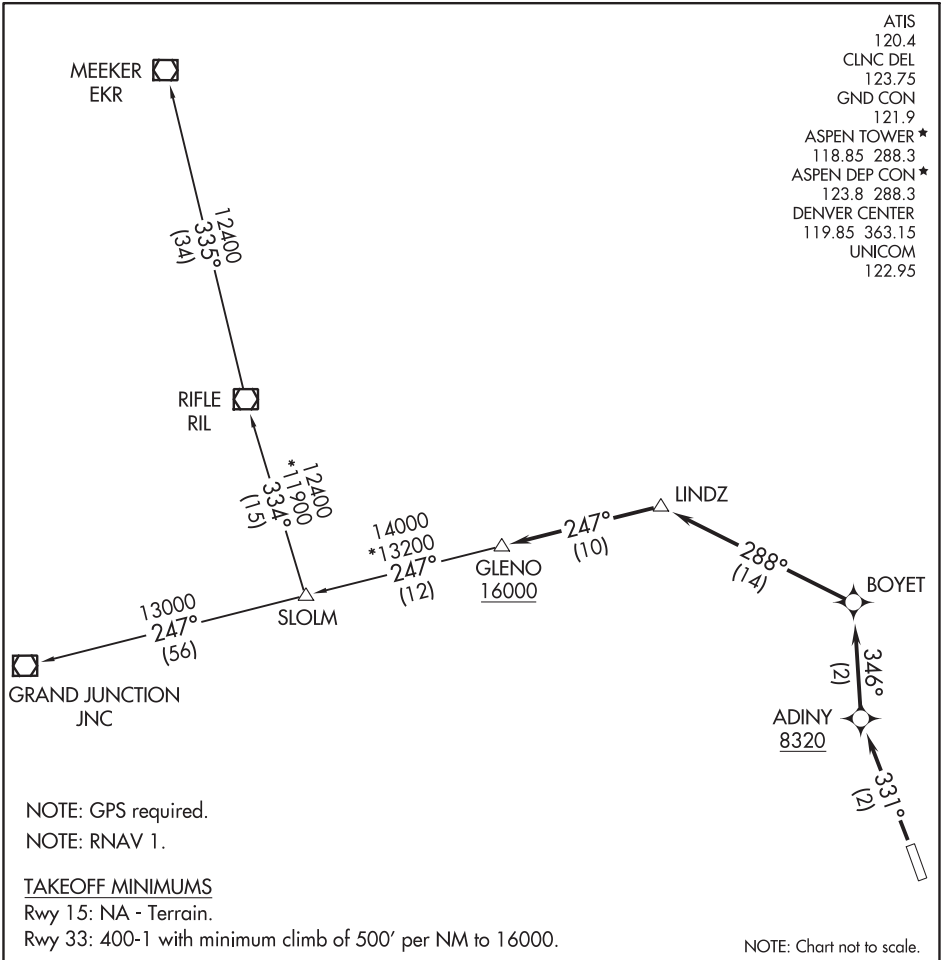 ATIS
120.4
CLNC DEL
123.75
GND CON
121.9
ASPEN TOWER ★
118.85 288.3
ASPEN DEP CON ★
123.8 288.3
DENVER CENTER
119.85 363.15
UNICOM
122.95
MEEKER
EKR
12400
335°
(34)
RIFLE
RIL
12400
*11900
334°
(15)
LINDZ
247°
(10)
14000
*13200
247°
(12)
GLENO
16000
288°
(14)
BOYET
SLOLM
13000
247°
(56)
GRAND JUNCTION
JNC
346°
(2)
ADINY
8320
331°
(2)
NOTE: GPS required.
NOTE: RNAV 1.
TAKEOFF MINIMUMS
Rwy 15: NA - Terrain.
Rwy 33: 400-1 with minimum climb of 500' per NM to 16000.
NOTE: Chart not to scale.